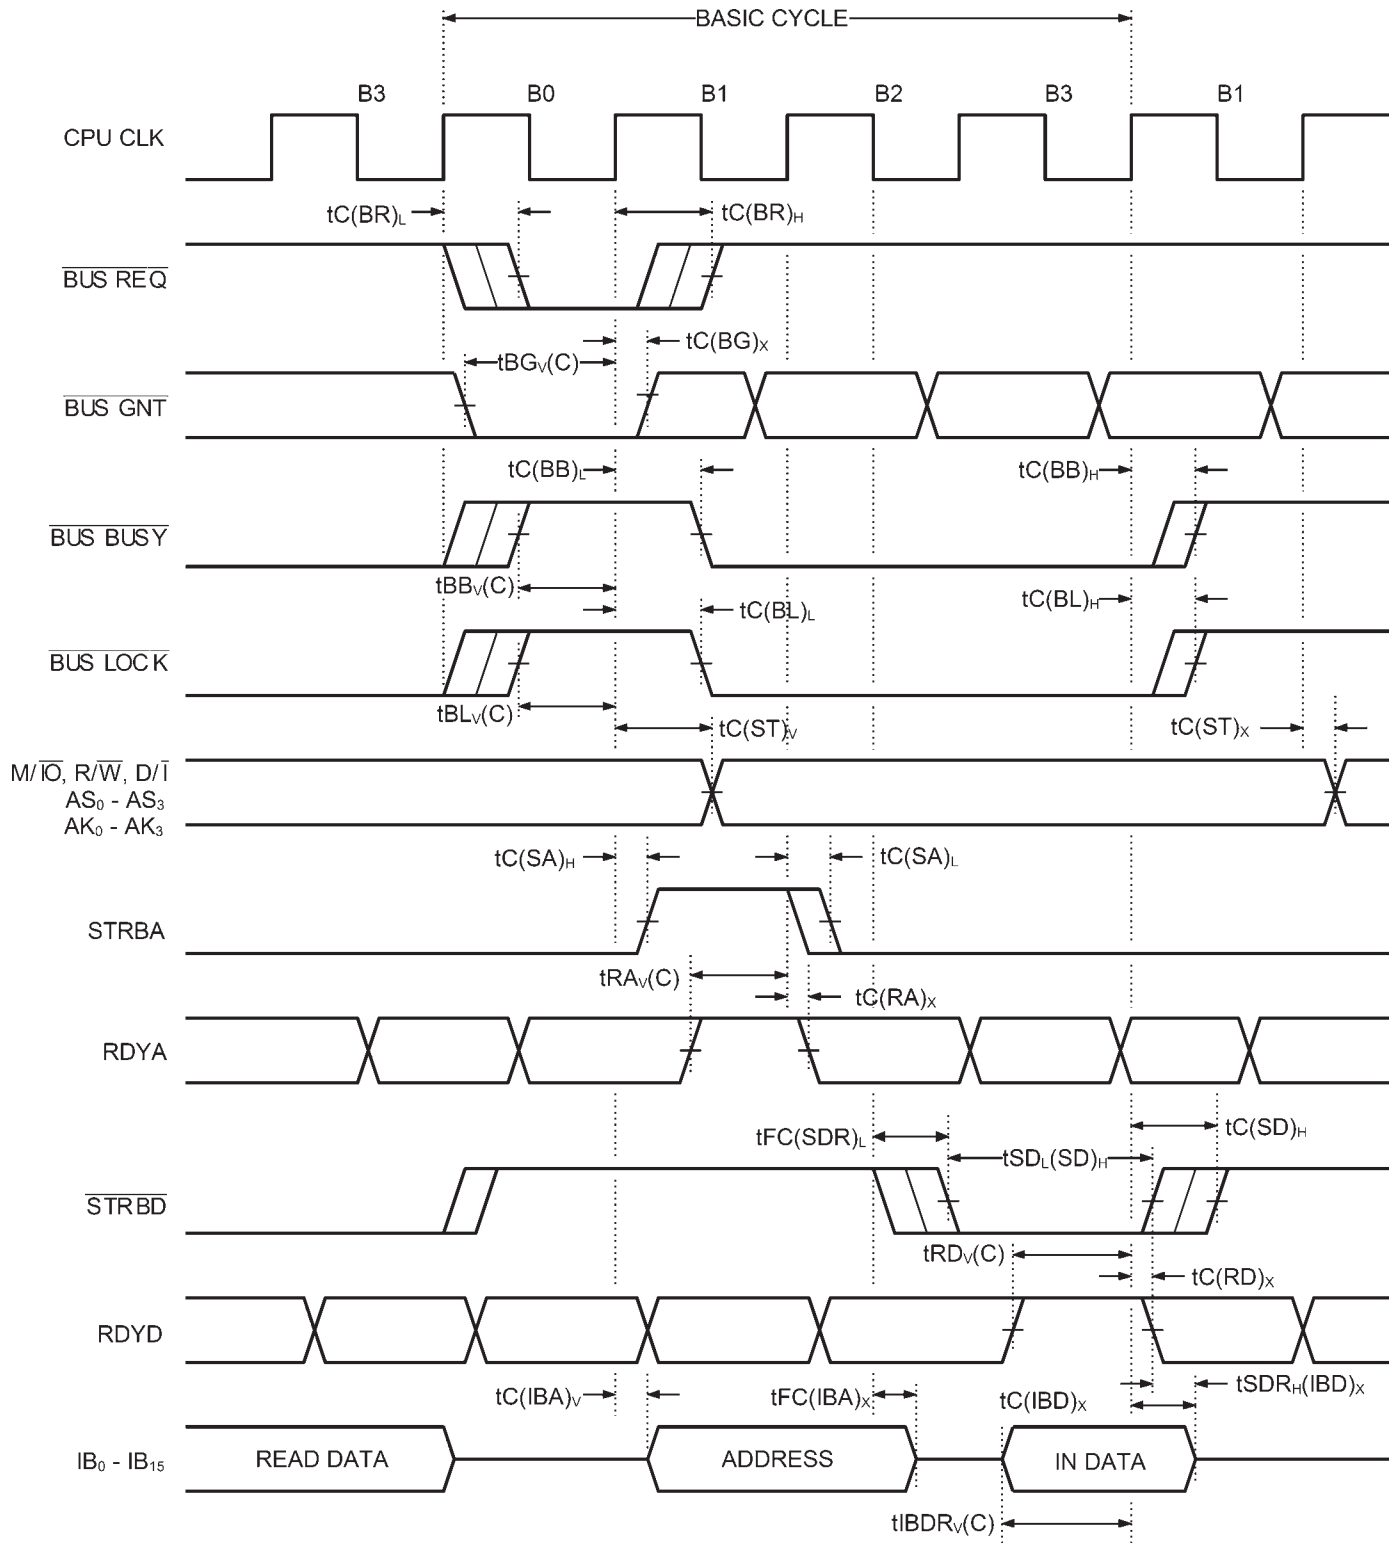 BASIC CYCLE
B3 B0 B1 B2 B3 B1
CPU CLK
tC(BR)L tC(BR)H
BUS REQ
tC(BG)X
tBGV(C)
BUS GNT
tC(BB)L tC(BB)H
BUS BUSY
tBBV(C) tC(BL)H
tC(BL)L
BUS LOCK
tBLV(C)
tC(ST)V tC(ST)X
M/IO, R/W, D/I
AS0 - AS3
AK0 - AK3
tC(SA)H tC(SA)L
STRBA
tRAV(C)
tC(RA)X
RDYA
tFC(SDR)L tC(SD)H
tSDL(SD)H
STRBD
tRDV(C)
tC(RD)X
RDYD
tC(IBA)V tFC(IBA)X tC(IBD)X tSDRH(IBD)X
IB0 - IB15 READ DATA ADDRESS IN DATA
tIBDRV(C)